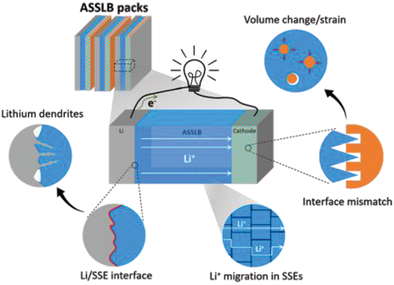 ASSLB packs
Volume change/strain
e⁻
Lithium dendrites
Li
ASSLB
Cathode
Li⁺
Interface mismatch
Li⁺
Li⁺
Li/SSE interface
Li⁺ migration in SSEs